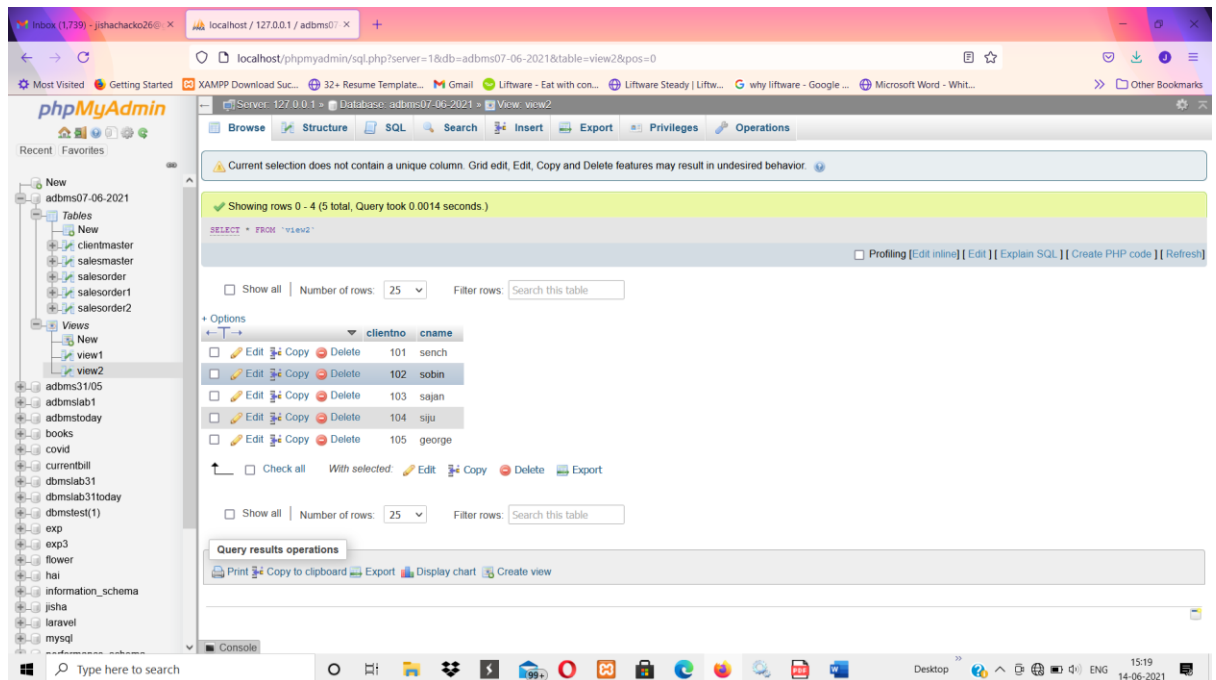 Inbox (1,739) - jishachacko26@
localhost / 127.0.0.1 / adbms07
localhost/phpmyadmin/sql.php?server=1&db=adbms07-06-2021&table=view2&pos=0
Most Visited Getting Started XAMPP Download Suc... 32+ Resume Template... Gmail Liftware - Eat with con... Liftware Steady | Liftw... why liftware - Google ... Microsoft Word - Whit... Other Bookmarks
phpMyAdmin
Recent Favorites
New
adbms07-06-2021
Tables
New
clientmaster
salesmaster
salesorder
salesorder1
salesorder2
Views
New
view1
view2
adbms31/05
adbmslab1
adbmstoday
books
covid
currentbill
dbmslab31
dbmslab31today
dbmstest(1)
exp
exp3
flower
hai
information_schema
jisha
laravel
mysql
performance_schema
Server: 127.0.0.1 » Database: adbms07-06-2021 » View: view2
Browse Structure SQL Search Insert Export Privileges Operations
Current selection does not contain a unique column. Grid edit, Edit, Copy and Delete features may result in undesired behavior.
Showing rows 0 - 4 (5 total, Query took 0.0014 seconds.)
SELECT * FROM `view2`
Profiling [Edit inline] [ Edit ] [ Explain SQL ] [ Create PHP code ] [ Refresh]
Show all | Number of rows: 25 Filter rows: Search this table
+ Options
←T→ clientno cname
Edit Copy Delete 101 sench
Edit Copy Delete 102 sobin
Edit Copy Delete 103 sajan
Edit Copy Delete 104 siju
Edit Copy Delete 105 george
Check all With selected: Edit Copy Delete Export
Show all | Number of rows: 25 Filter rows: Search this table
Query results operations
Print Copy to clipboard Export Display chart Create view
Console
Type here to search
99+
Desktop
ENG
15:19
14-06-2021